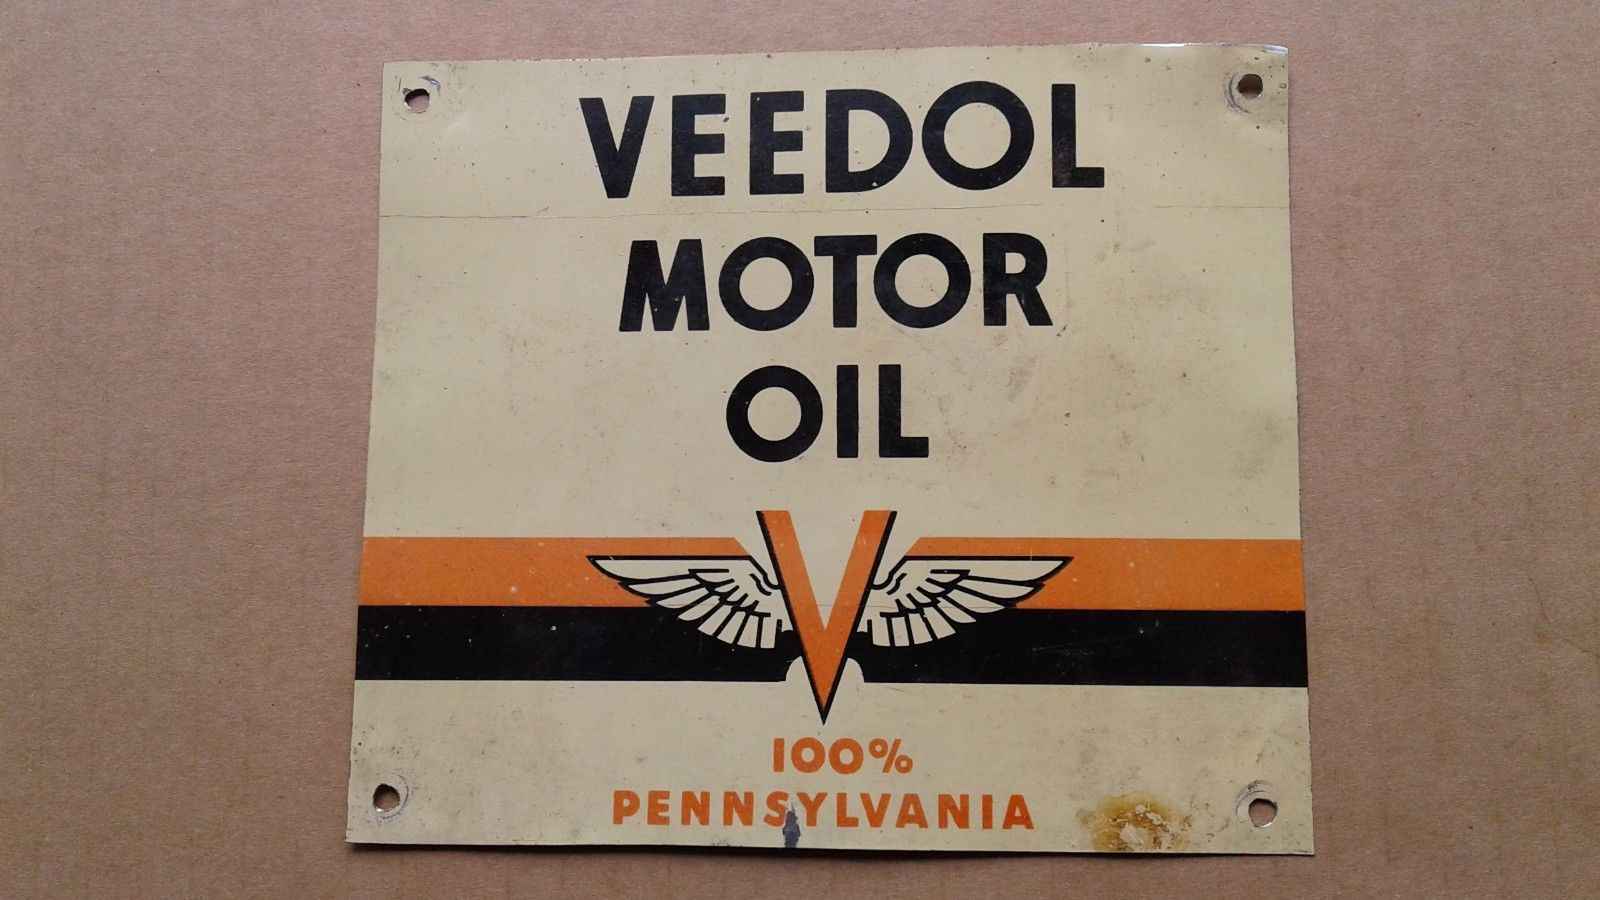 VEEDOL
MOTOR
OIL
V
100%
PENNSYLVANIA